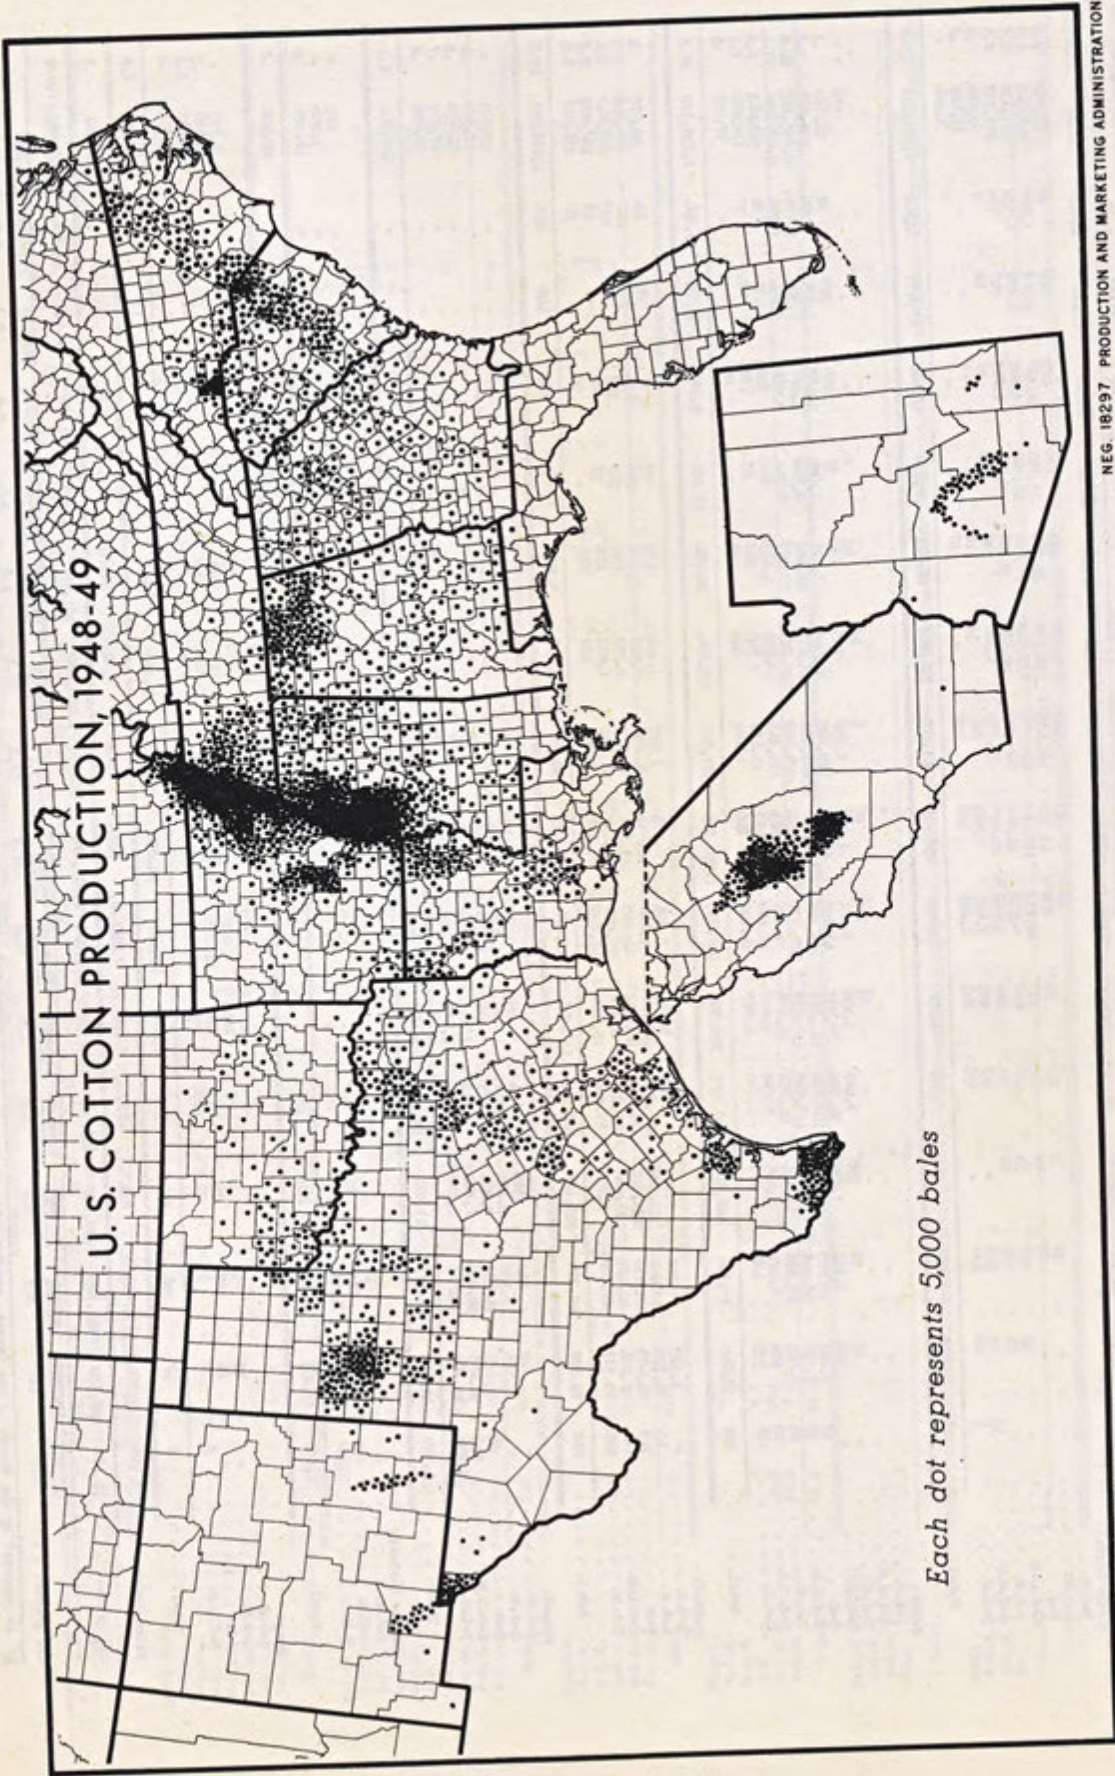 U.S. COTTON PRODUCTION, 1948-49
Each dot represents 5,000 bales
NEG. 18297 PRODUCTION AND MARKETING ADMINISTRATION